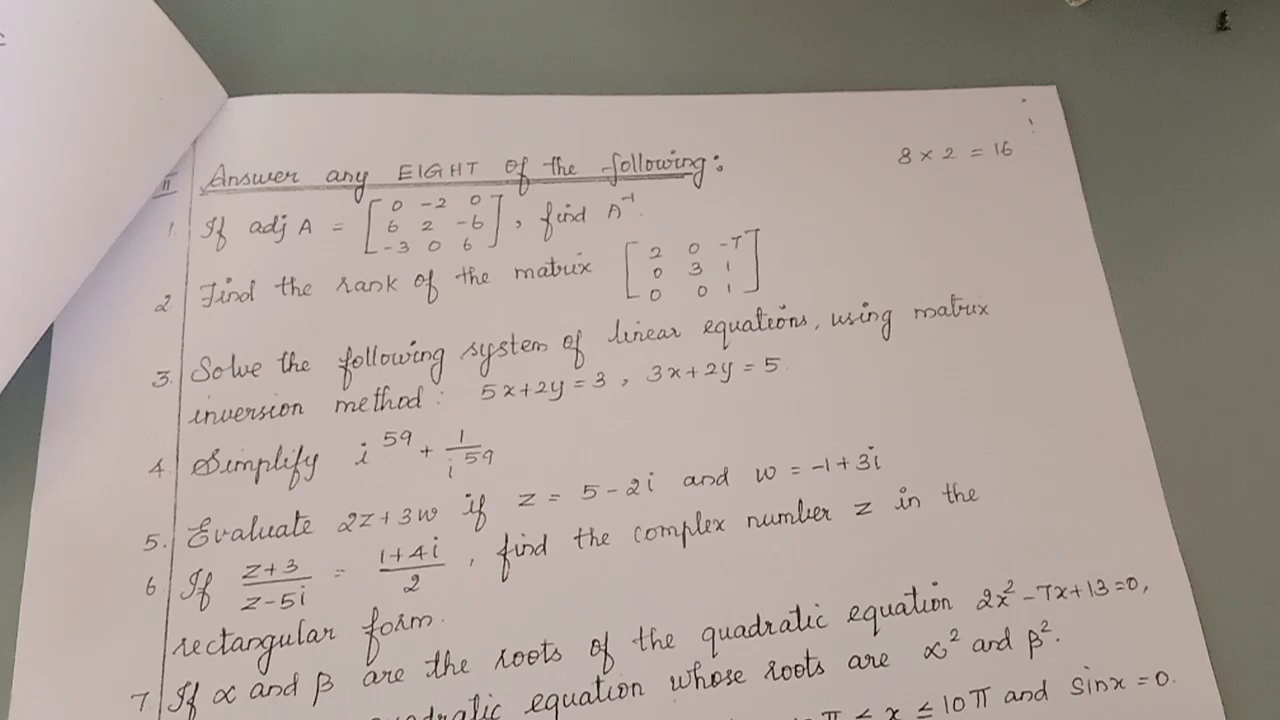 II Answer any EIGHT of the following: 8 × 2 = 16
1. If adj A = [0 -2 0; 6 2 -6; -3 0 6], find A⁻¹.
2. Find the rank of the matrix [2 0 -7; 0 3 1; 0 0 1]
3. Solve the following system of linear equations, using matrix
inversion method: 5x+2y = 3, 3x+2y = 5.
4. Simplify i^59 + 1/i^59
5. Evaluate 2z+3w if z = 5-2i and w = -1+3i
6 If (z+3)/(z-5i) = (1+4i)/2, find the complex number z in the
rectangular form.
7 If α and β are the roots of the quadratic equation 2x²-7x+13=0,
equation whose roots are α² and β².
≤ x ≤ 10π and sinx = 0.